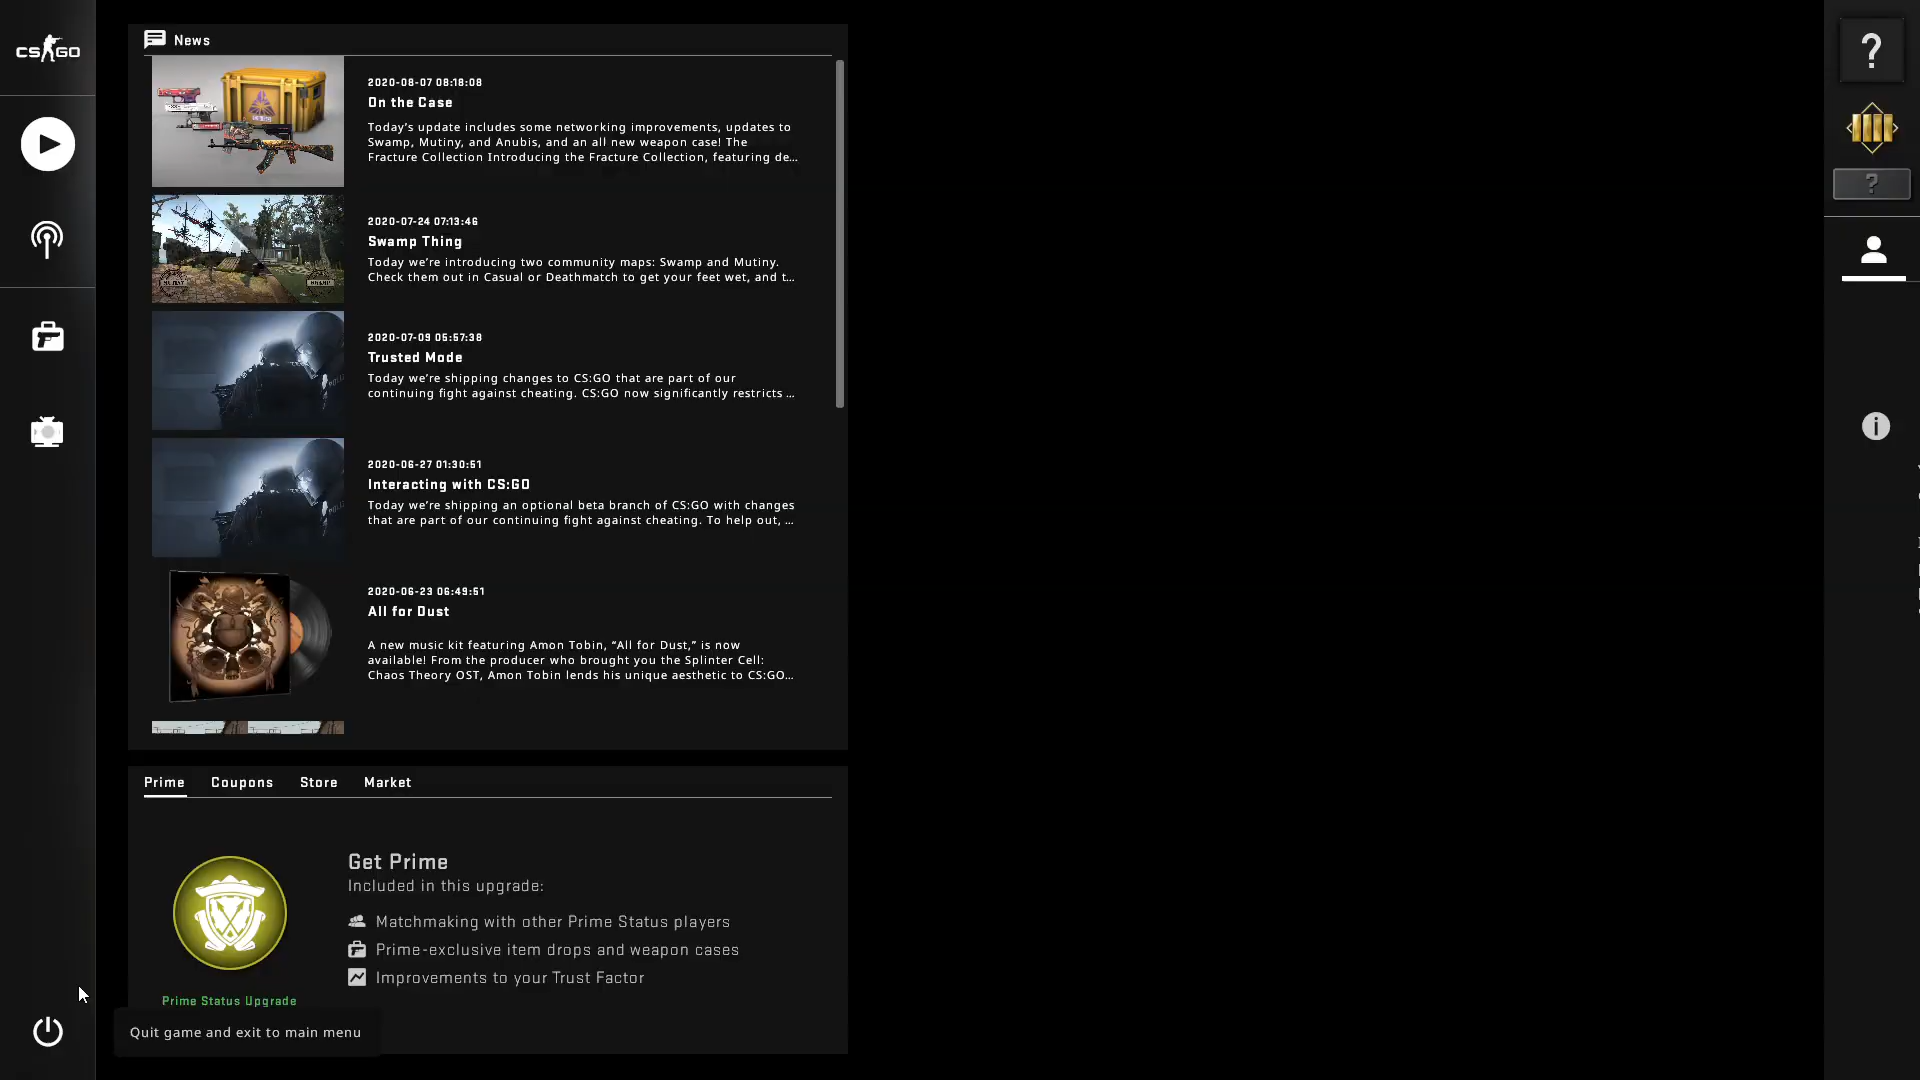 CS GO
News
2020-08-07 08:18:08
On the Case
Today's update includes some networking improvements, updates to
Swamp, Mutiny, and Anubis, and an all new weapon case! The
Fracture Collection Introducing the Fracture Collection, featuring de…
2020-07-24 07:13:46
Swamp Thing
Today we're introducing two community maps: Swamp and Mutiny.
Check them out in Casual or Deathmatch to get your feet wet, and t…
2020-07-09 05:57:38
Trusted Mode
Today we're shipping changes to CS:GO that are part of our
continuing fight against cheating. CS:GO now significantly restricts …
2020-06-27 01:30:51
Interacting with CS:GO
Today we're shipping an optional beta branch of CS:GO with changes
that are part of our continuing fight against cheating. To help out, …
2020-06-23 06:49:51
All for Dust
A new music kit featuring Amon Tobin, “All for Dust,” is now
available! From the producer who brought you the Splinter Cell:
Chaos Theory OST, Amon Tobin lends his unique aesthetic to CS:GO…
Prime Coupons Store Market
Get Prime
Included in this upgrade:
Matchmaking with other Prime Status players
Prime-exclusive item drops and weapon cases
Improvements to your Trust Factor
Prime Status Upgrade
Quit game and exit to main menu
?
?